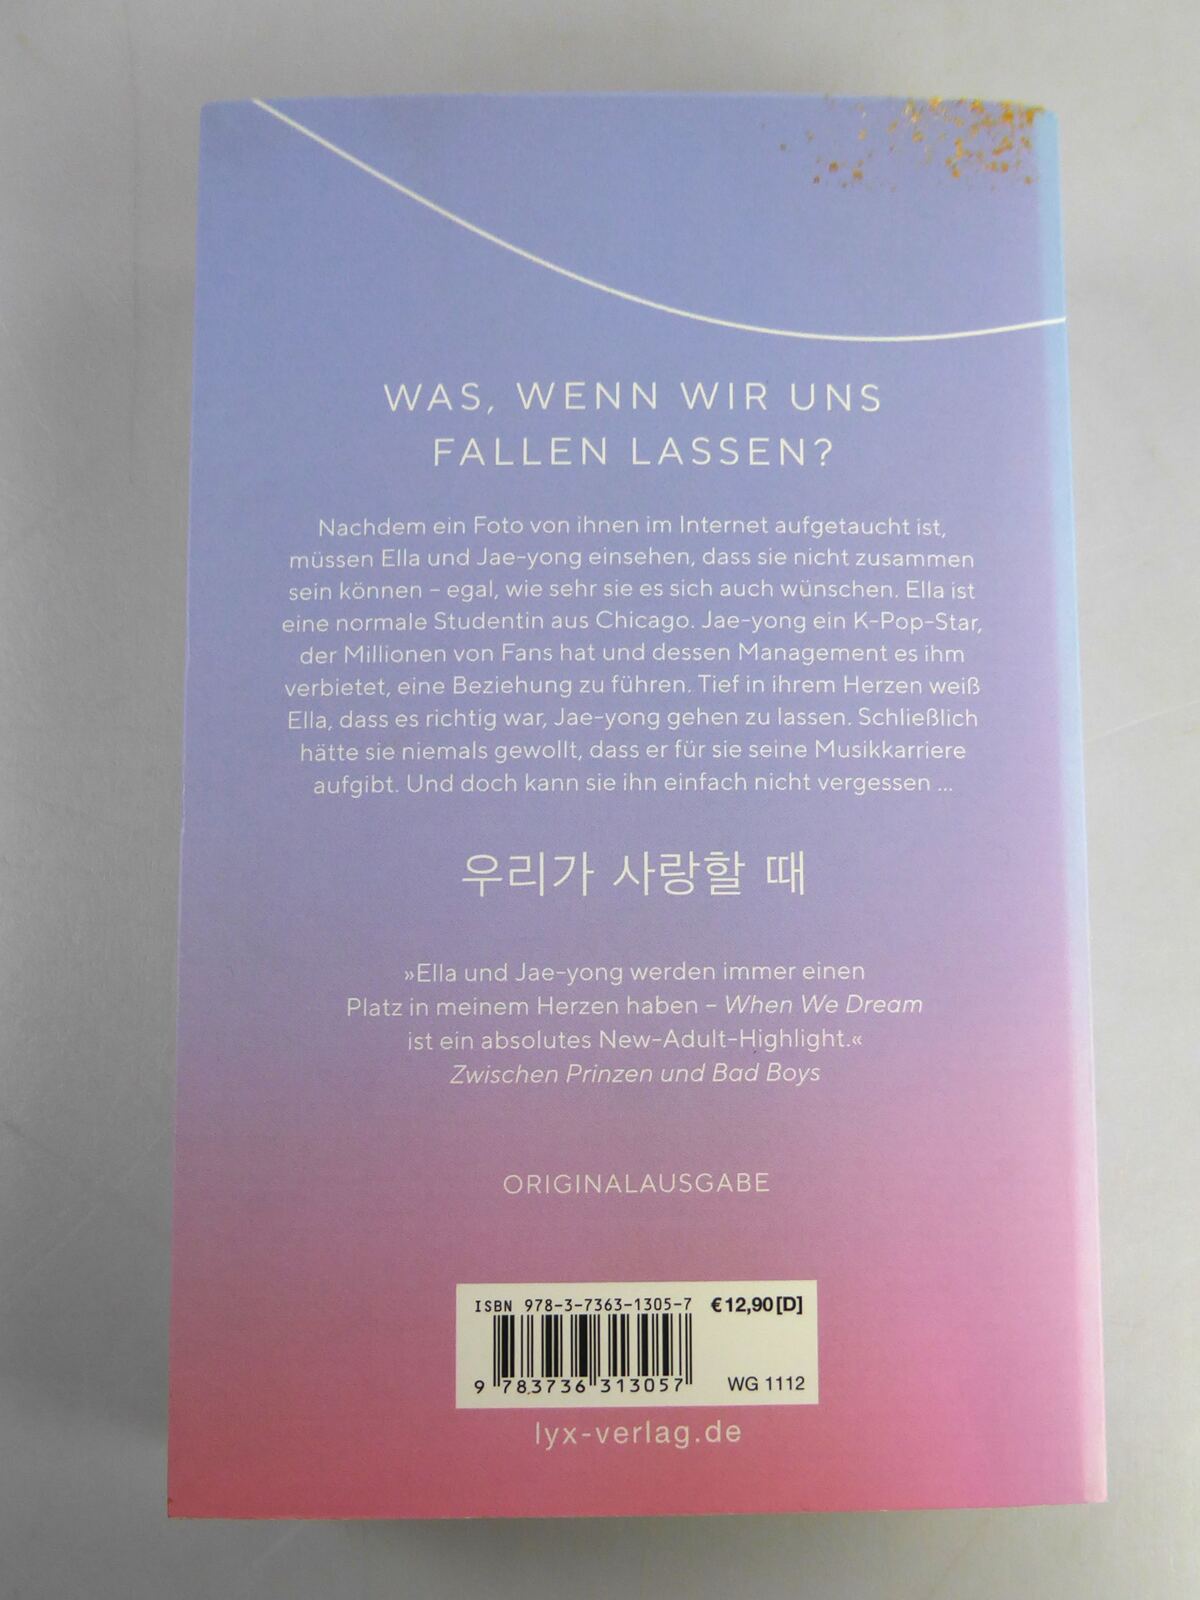 WAS, WENN WIR UNS
FALLEN LASSEN?
Nachdem ein Foto von ihnen im Internet aufgetaucht ist,
müssen Ella und Jae-yong einsehen, dass sie nicht zusammen
sein können – egal, wie sehr sie es sich auch wünschen. Ella ist
eine normale Studentin aus Chicago. Jae-yong ein K-Pop-Star,
der Millionen von Fans hat und dessen Management es ihm
verbietet, eine Beziehung zu führen. Tief in ihrem Herzen weiß
Ella, dass es richtig war, Jae-yong gehen zu lassen. Schließlich
hätte sie niemals gewollt, dass er für sie seine Musikkarriere
aufgibt. Und doch kann sie ihn einfach nicht vergessen ...
우리가 사랑할 때
»Ella und Jae-yong werden immer einen
Platz in meinem Herzen haben – When We Dream
ist ein absolutes New-Adult-Highlight.«
Zwischen Prinzen und Bad Boys
ORIGINALAUSGABE
ISBN 978-3-7363-1305-7 €12,90[D]
9 783736 313057 WG 1112
lyx-verlag.de